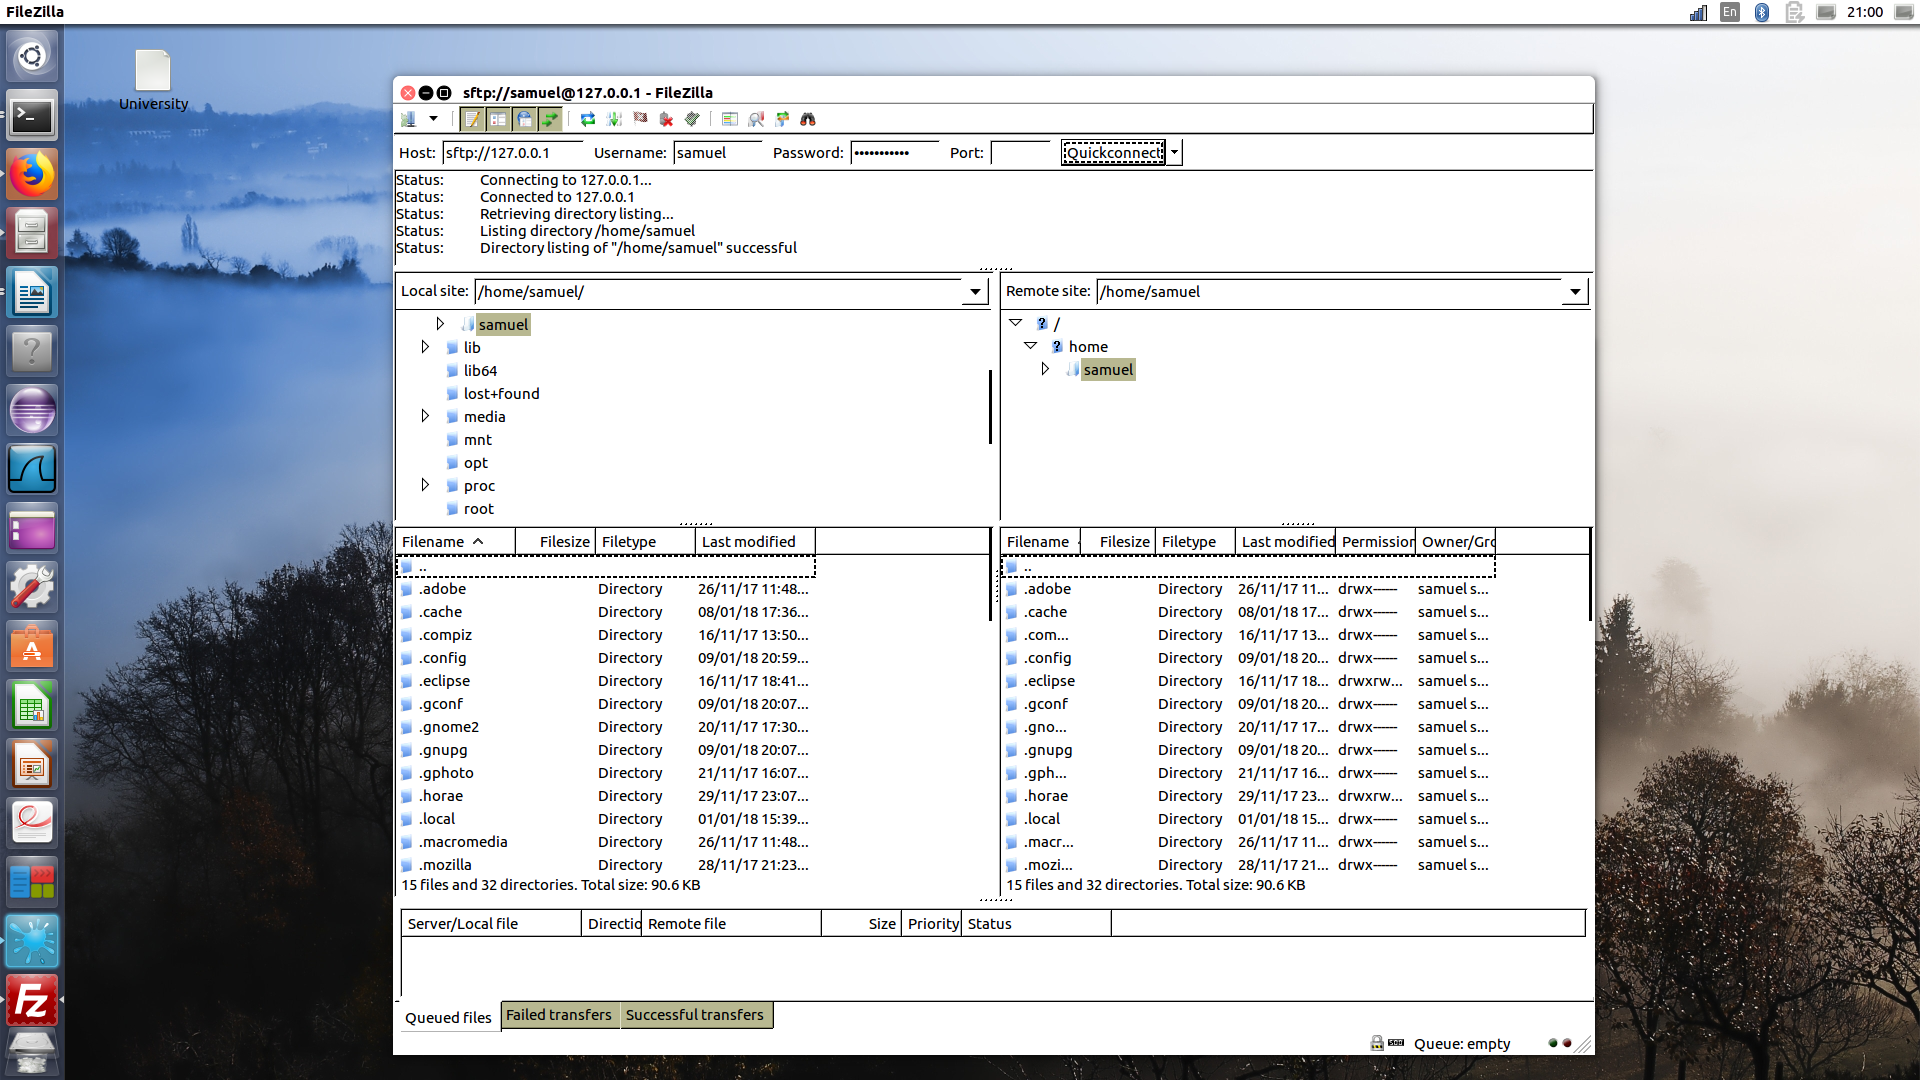 FileZilla
En
21:00
University
sftp://samuel@127.0.0.1 - FileZilla
Host: sftp://127.0.0.1 Username: samuel Password: ••••••••••• Port: Quickconnect
Status: Connecting to 127.0.0.1...
Status: Connected to 127.0.0.1
Status: Retrieving directory listing...
Status: Listing directory /home/samuel
Status: Directory listing of "/home/samuel" successful
Local site: /home/samuel/
samuel
lib
lib64
lost+found
media
mnt
opt
proc
root
Remote site: /home/samuel
/
home
samuel
Filename Filesize Filetype Last modified
..
.adobe Directory 26/11/17 11:48...
.cache Directory 08/01/18 17:36...
.compiz Directory 16/11/17 13:50...
.config Directory 09/01/18 20:59...
.eclipse Directory 16/11/17 18:41...
.gconf Directory 09/01/18 20:07...
.gnome2 Directory 20/11/17 17:30...
.gnupg Directory 09/01/18 20:07...
.gphoto Directory 21/11/17 16:07...
.horae Directory 29/11/17 23:07...
.local Directory 01/01/18 15:39...
.macromedia Directory 26/11/17 11:48...
.mozilla Directory 28/11/17 21:23...
15 files and 32 directories. Total size: 90.6 KB
Filename Filesize Filetype Last modified Permission Owner/Gro
..
.adobe Directory 26/11/17 11... drwx------ samuel s...
.cache Directory 08/01/18 17... drwx------ samuel s...
.com... Directory 16/11/17 13... drwx------ samuel s...
.config Directory 09/01/18 20... drwx------ samuel s...
.eclipse Directory 16/11/17 18... drwxrw... samuel s...
.gconf Directory 09/01/18 20... drwx------ samuel s...
.gno... Directory 20/11/17 17... drwx------ samuel s...
.gnupg Directory 09/01/18 20... drwx------ samuel s...
.gph... Directory 21/11/17 16... drwx------ samuel s...
.horae Directory 29/11/17 23... drwxrw... samuel s...
.local Directory 01/01/18 15... drwx------ samuel s...
.macr... Directory 26/11/17 11... drwx------ samuel s...
.mozi... Directory 28/11/17 21... drwx------ samuel s...
15 files and 32 directories. Total size: 90.6 KB
Server/Local file Directio Remote file Size Priority Status
Queued files Failed transfers Successful transfers
Queue: empty
Fz